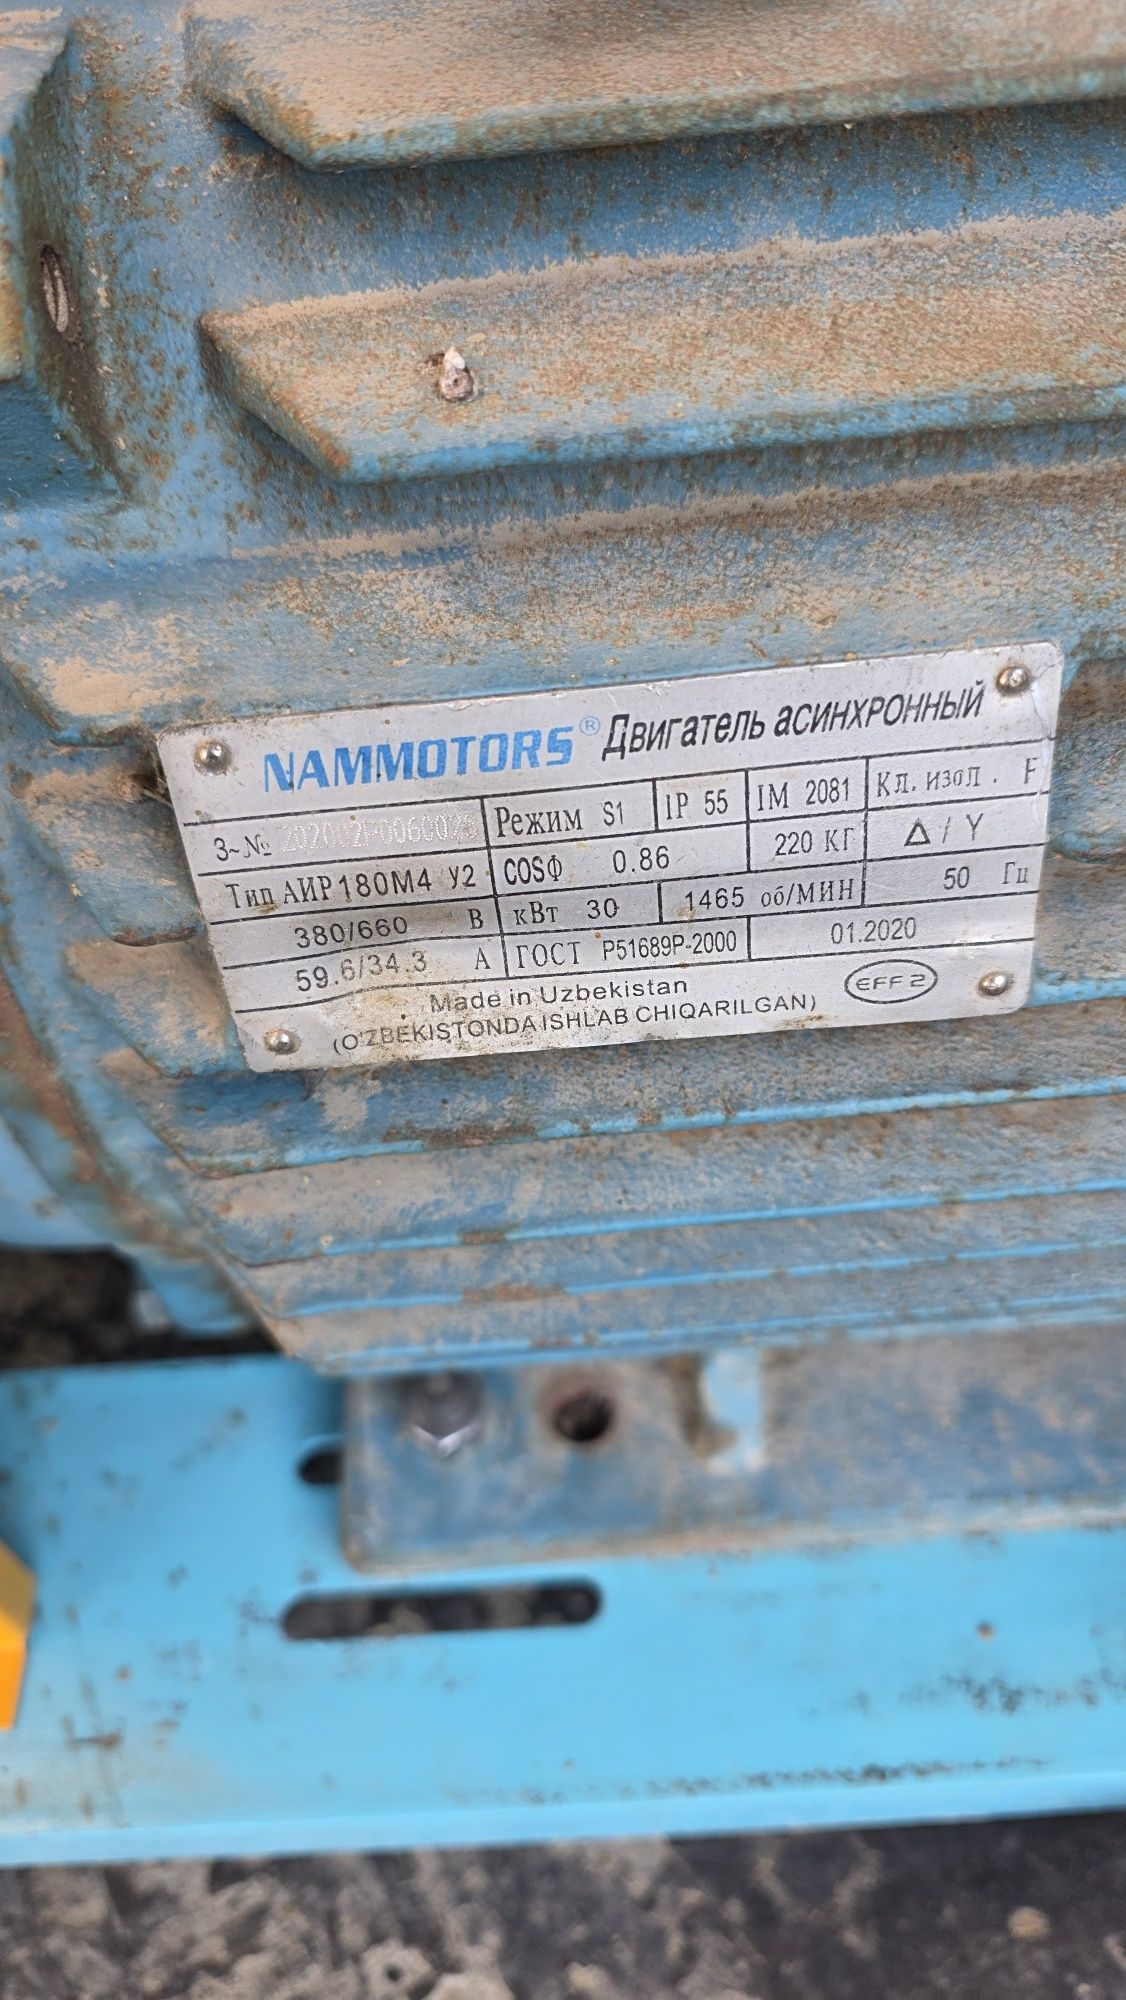 NAMMOTORS® Двигатель асинхронный
3~№ Режим S1 IP 55 IM 2081 Кл. изол. F
Тип АИР180М4 У2 COSФ 0.86 220 КГ Δ / Y
380/660 В кВт 30 1465 об/МИН 50 Гц
59.6/34.3 А ГОСТ Р51689Р-2000 01.2020
Made in Uzbekistan
(O'ZBEKISTONDA ISHLAB CHIQARILGAN) EFF 2